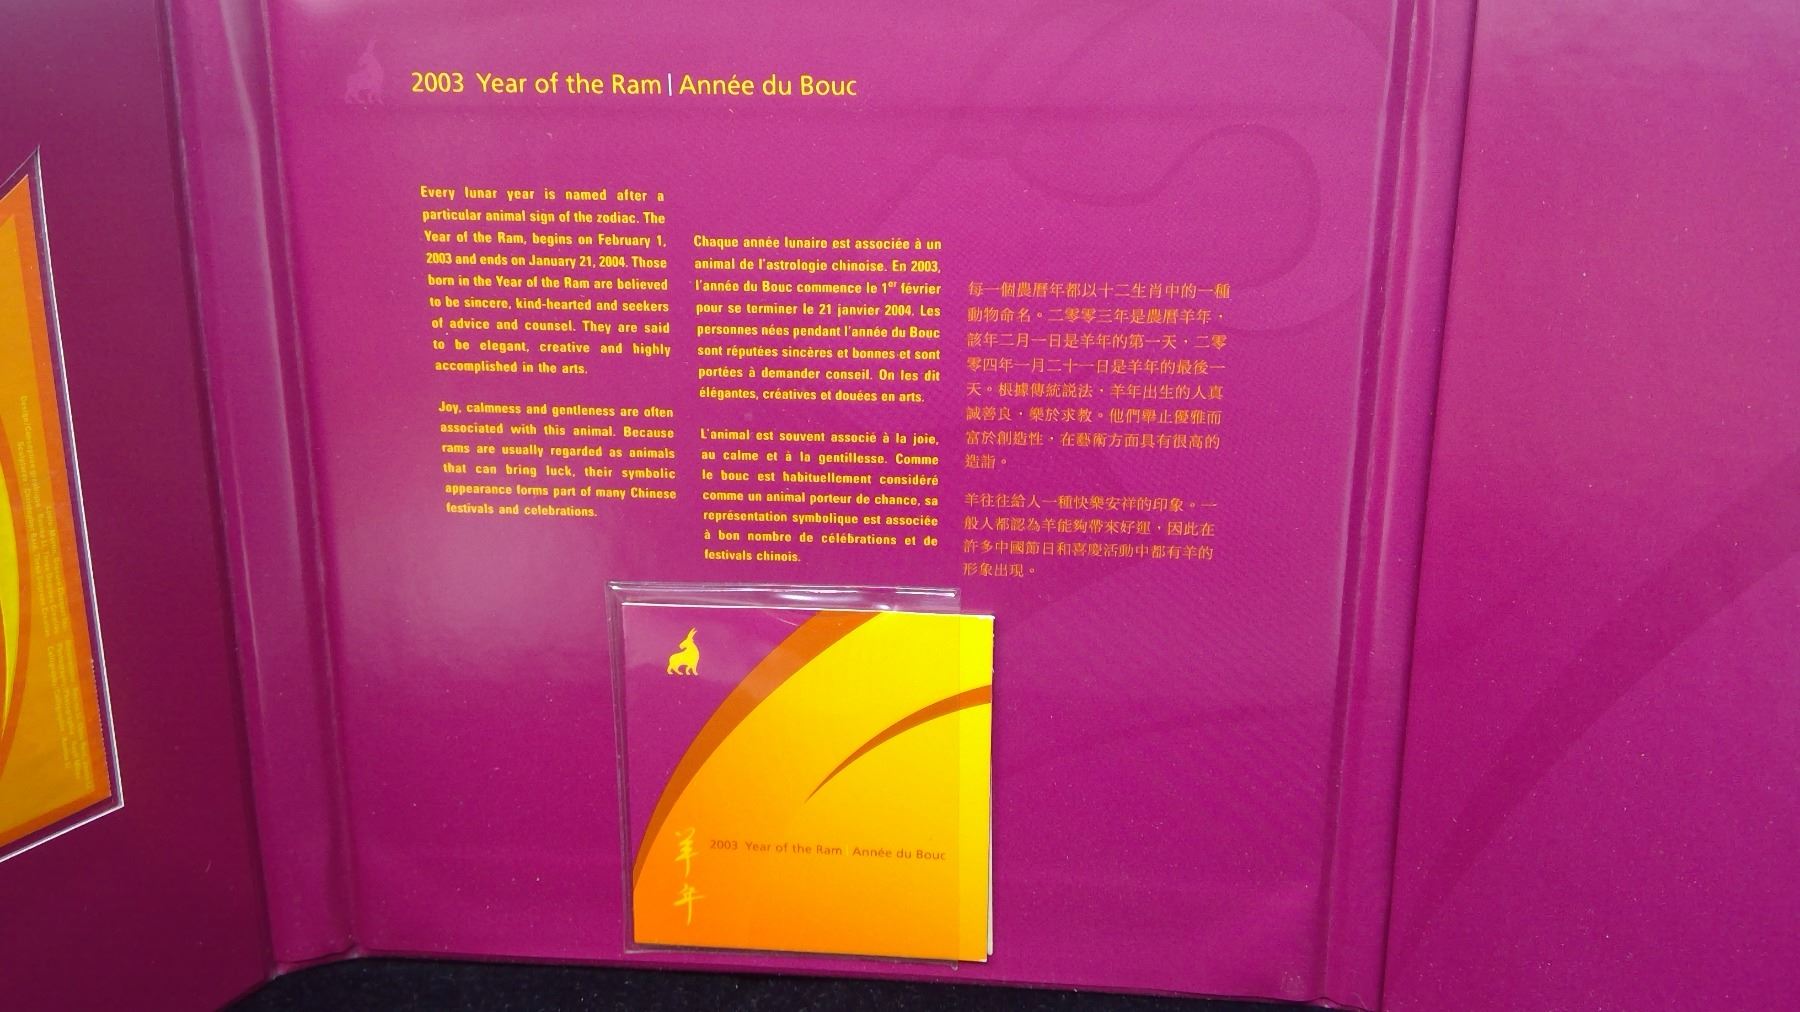 2003 Year of the Ram | Année du Bouc
Every lunar year is named after a
particular animal sign of the zodiac. The
Year of the Ram, begins on February 1,
2003 and ends on January 21, 2004. Those
born in the Year of the Ram are believed
to be sincere, kind-hearted and seekers
of advice and counsel. They are said
to be elegant, creative and highly
accomplished in the arts.
Joy, calmness and gentleness are often
associated with this animal. Because
rams are usually regarded as animals
that can bring luck, their symbolic
appearance forms part of many Chinese
festivals and celebrations.
Chaque année lunaire est associée à un
animal de l'astrologie chinoise. En 2003,
l'année du Bouc commence le 1er février
pour se terminer le 21 janvier 2004. Les
personnes nées pendant l'année du Bouc
sont réputées sincères et bonnes et sont
portées à demander conseil. On les dit
élégantes, créatives et douées en arts.
L'animal est souvent associé à la joie,
au calme et à la gentillesse. Comme
le bouc est habituellement considéré
comme un animal porteur de chance, sa
représentation symbolique est associée
à bon nombre de célébrations et de
festivals chinois.
每一個農曆年都以十二生肖中的一種
動物命名。二零零三年是農曆羊年，
該年二月一日是羊年的第一天，二零
零四年一月二十一日是羊年的最後一
天。根據傳統説法，羊年出生的人真
誠善良，樂於求教。他們舉止優雅而
富於創造性，在藝術方面具有很高的
造詣。
羊往往給人一種快樂安祥的印象。一
般人都認為羊能夠帶來好運，因此在
許多中國節日和喜慶活動中都有羊的
形象出現。
羊年
2003 Year of the Ram | Année du Bouc